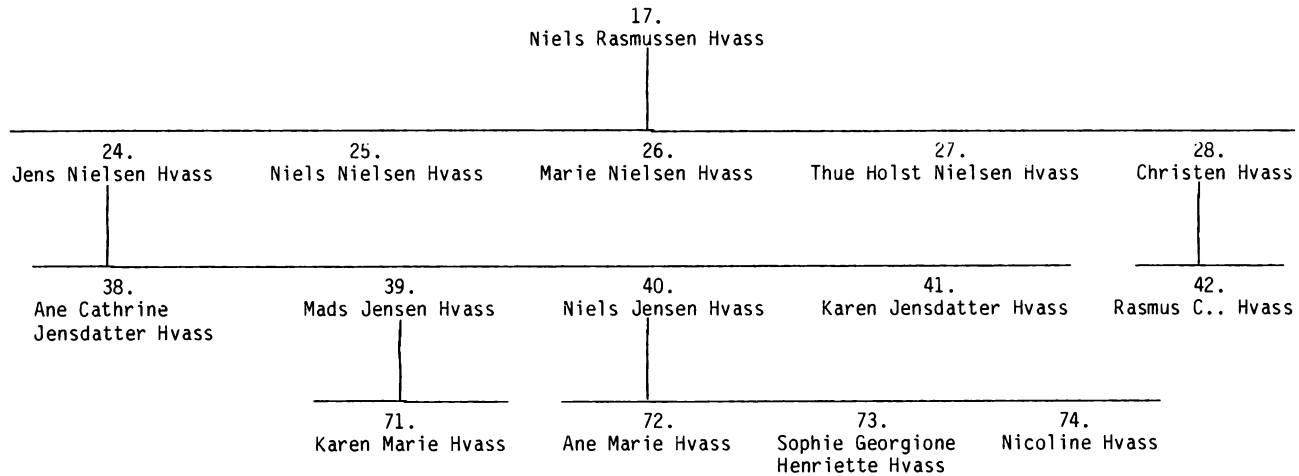 17.
Niels Rasmussen Hvass
24. 25. 26. 27. 28.
Jens Nielsen Hvass Niels Nielsen Hvass Marie Nielsen Hvass Thue Holst Nielsen Hvass Christen Hvass
38. 39. 40. 41. 42.
Ane Cathrine Mads Jensen Hvass Niels Jensen Hvass Karen Jensdatter Hvass Rasmus C.. Hvass
Jensdatter Hvass
71. 72. 73. 74.
Karen Marie Hvass Ane Marie Hvass Sophie Georgione Nicoline Hvass
Henriette Hvass